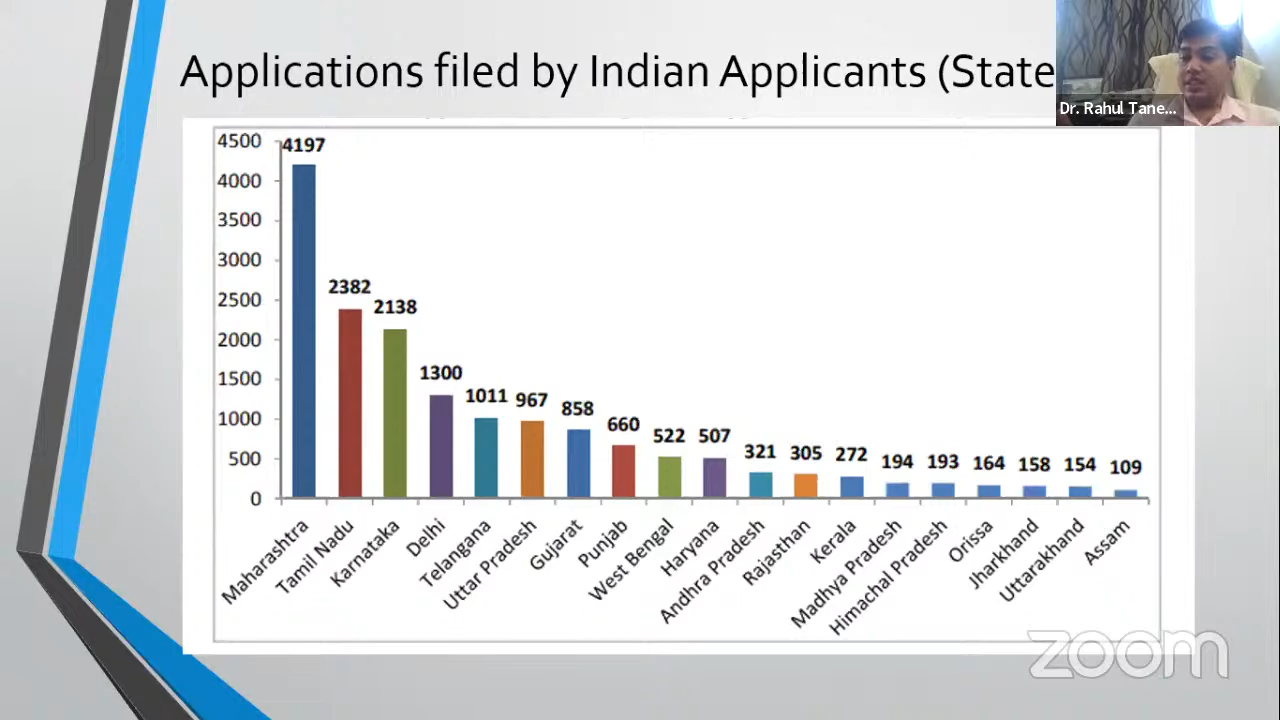 Applications filed by Indian Applicants (State
Dr. Rahul Tane...
4500
4000
3500
3000
2500
2000
1500
1000
500
0
4197
2382
2138
1300
1011
967
858
660
522
507
321
305
272
194
193
164
158
154
109
Maharashtra
Tamil Nadu
Karnataka
Delhi
Telangana
Uttar Pradesh
Gujarat
Punjab
West Bengal
Haryana
Andhra Pradesh
Rajasthan
Kerala
Madhya Pradesh
Himachal Pradesh
Orissa
Jharkhand
Uttarakhand
Assam
zoom